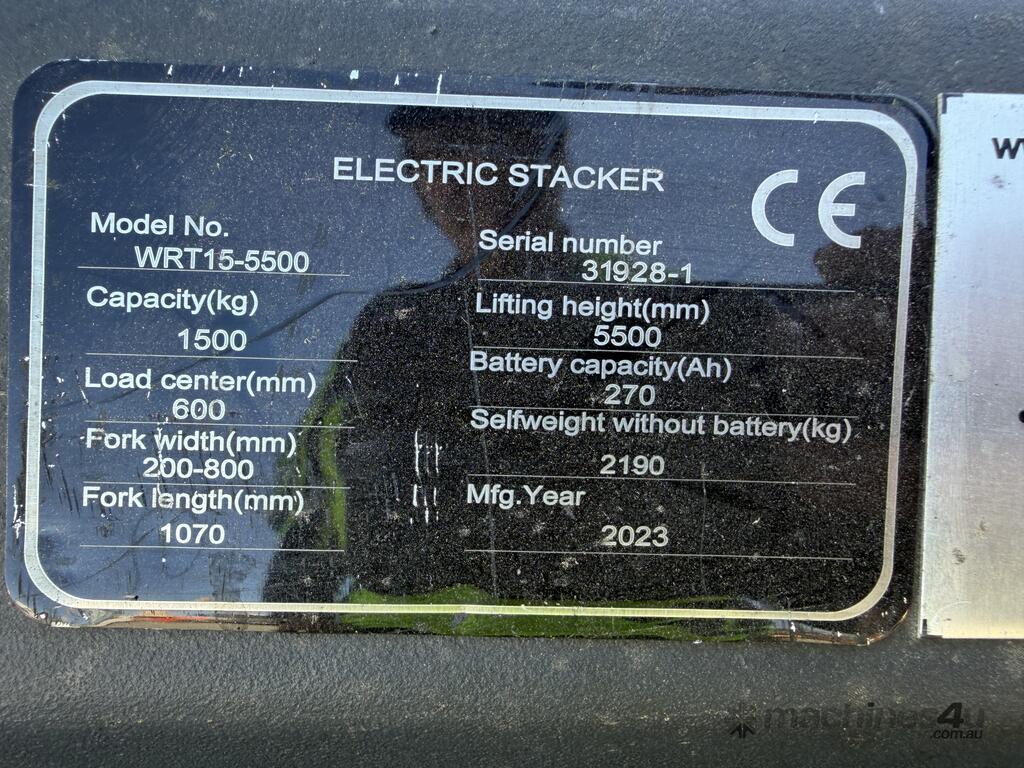 ELECTRIC STACKER
CE
Model No.
WRT15-5500
Capacity(kg)
1500
Load center(mm)
600
Fork width(mm)
200-800
Fork length(mm)
1070
Serial number
31928-1
Lifting height(mm)
5500
Battery capacity(Ah)
270
Selfweight without battery(kg)
2190
Mfg.Year
2023
machines4u
.com.au